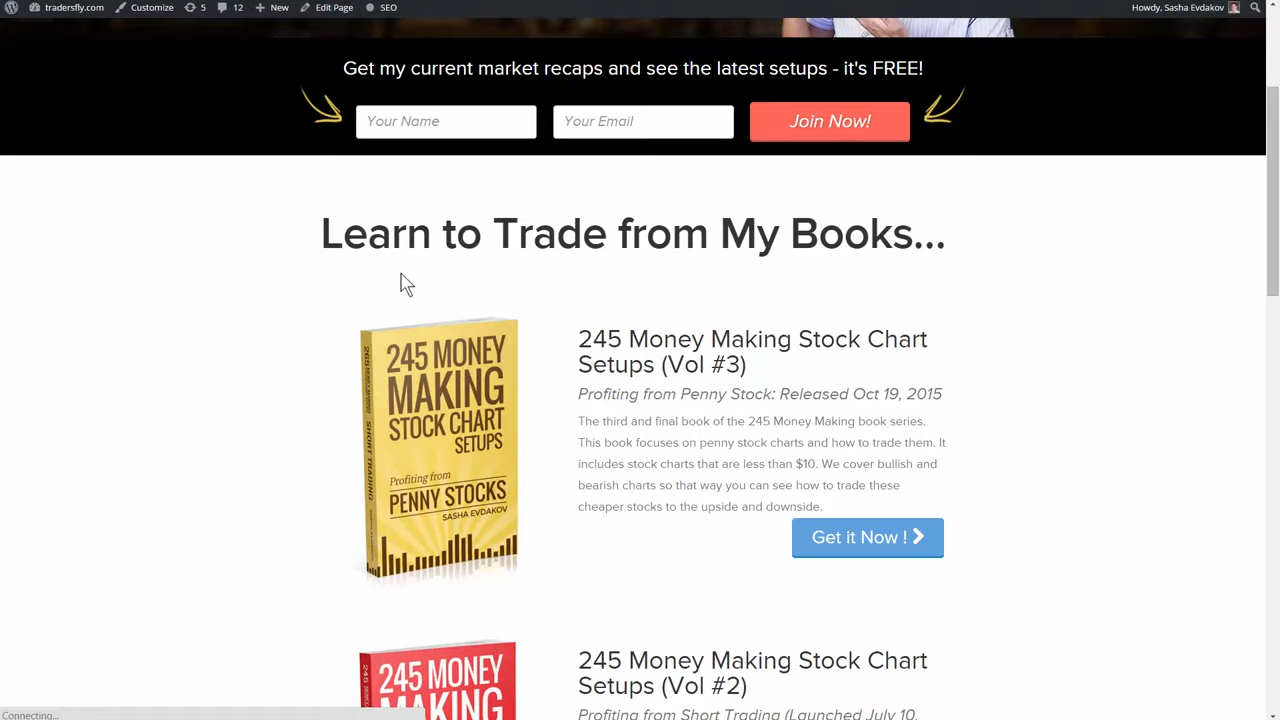 tradersfly.com Customize 5 12 New Edit Page SEO Howdy, Sasha Evdakov
Get my current market recaps and see the latest setups - it's FREE!
Your Name Your Email Join Now!
Learn to Trade from My Books...
245 MONEY
MAKING
STOCK CHART
SETUPS
Profiting from
PENNY STOCKS
SASHA EVDAKOV
SHORT TRADING
245 Money Making Stock Chart
Setups (Vol #3)
Profiting from Penny Stock: Released Oct 19, 2015
The third and final book of the 245 Money Making book series.
This book focuses on penny stock charts and how to trade them. It
includes stock charts that are less than $10. We cover bullish and
bearish charts so that way you can see how to trade these
cheaper stocks to the upside and downside.
Get it Now !
245 MONEY
MAKING
245 Money Making Stock Chart
Setups (Vol #2)
Profiting from Short Trading (Launched July 10,
Connecting...